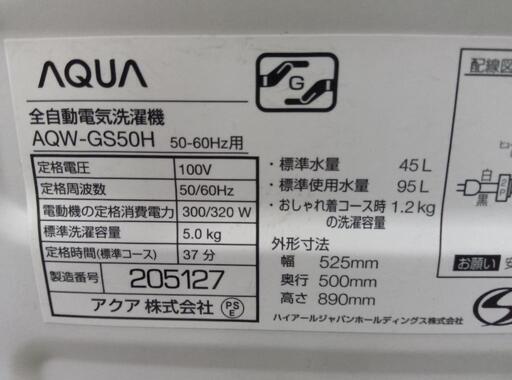 AQUA
G
全自動電気洗濯機
AQW-GS50H 50-60Hz用
定格電圧 100V
定格周波数 50/60Hz
電動機の定格消費電力 300/320 W
標準洗濯容量 5.0 kg
定格時間(標準コース) 37 分
製造番号 205127
アクア株式会社 PS E
・標準水量 45 L
・標準使用水量 95 L
・おしゃれ着コース時 1.2 kg
の洗濯容量
外形寸法
幅 525mm
奥行 500mm
高さ 890mm
ハイアールジャパンホールディングス株式会社
配線図
白
黒
お願い